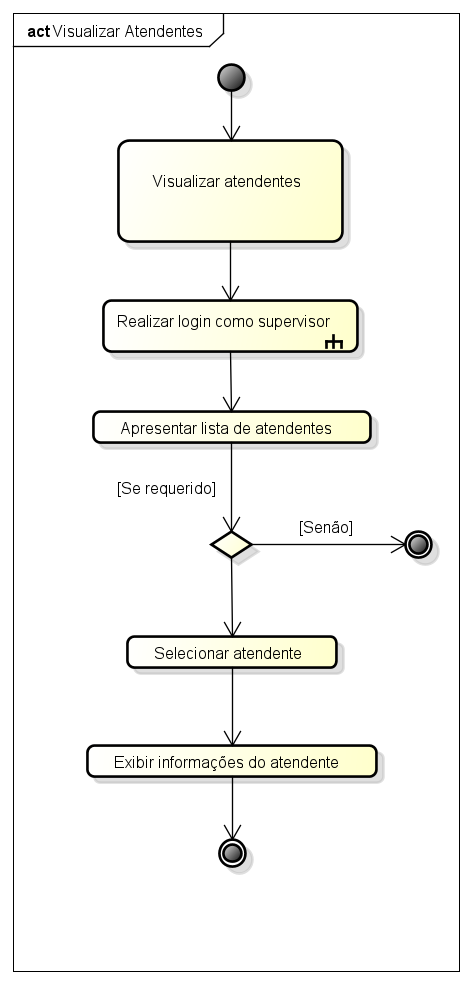 act Visualizar Atendentes
Visualizar atendentes
Realizar login como supervisor
Apresentar lista de atendentes
[Se requerido]
[Senão]
Selecionar atendente
Exibir informações do atendente